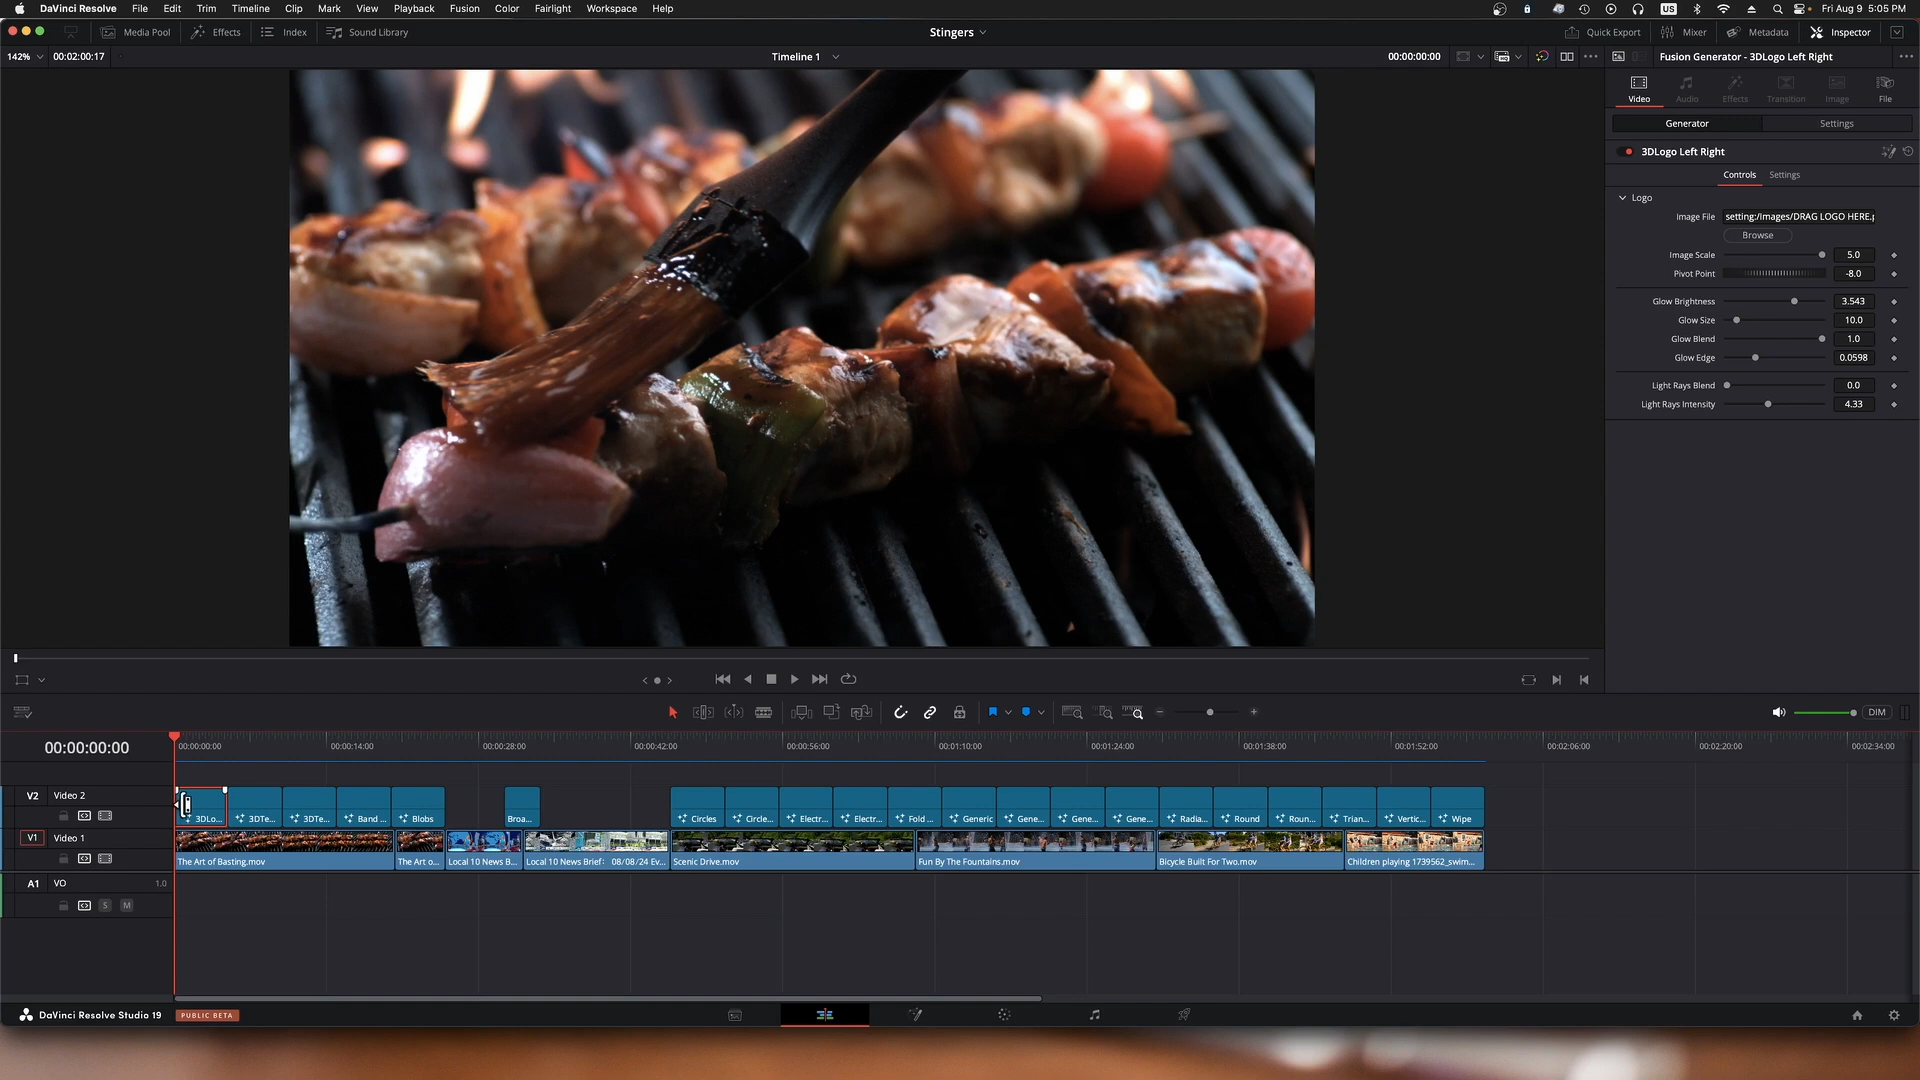 DaVinci Resolve File Edit Trim Timeline Clip Mark View Playback Fusion Color Fairlight Workspace Help US Fri Aug 9 5:05 PM
Media Pool Effects Index Sound Library Stingers Quick Export Mixer Metadata Inspector
142% 00:02:00:17 Timeline 1 00:00:00:00 Fusion Generator - 3DLogo Left Right
Video Audio Effects Transition Image File
Generator Settings
3DLogo Left Right
Controls Settings
Logo
Image File setting:/Images/DRAG LOGO HERE.p
Browse
Image Scale 5.0
Pivot Point -8.0
Glow Brightness 3.543
Glow Size 10.0
Glow Blend 1.0
Glow Edge 0.0598
Light Rays Blend 0.0
Light Rays Intensity 4.33
DIM
00:00:00:00 00:00:00:00 00:00:14:00 00:00:28:00 00:00:42:00 00:00:56:00 00:01:10:00 00:01:24:00 00:01:38:00 00:01:52:00 00:02:06:00 00:02:20:00 00:02:34:00
V2 Video 2
3DLo... 3DTe... 3DTe... Band ... Blobs Broa... Circles Circle... Electr... Electr... Fold ... Generic Gene... Gene... Gene... Radia... Round Roun... Trian... Vertic... Wipe
V1 Video 1
The Art of Basting.mov The Art o... Local 10 News B... Local 10 News Brief: 08/08/24 Ev... Scenic Drive.mov Fun By The Fountains.mov Bicycle Built For Two.mov Children playing 1739562_swim...
A1 VO 1.0
S M
DaVinci Resolve Studio 19 PUBLIC BETA